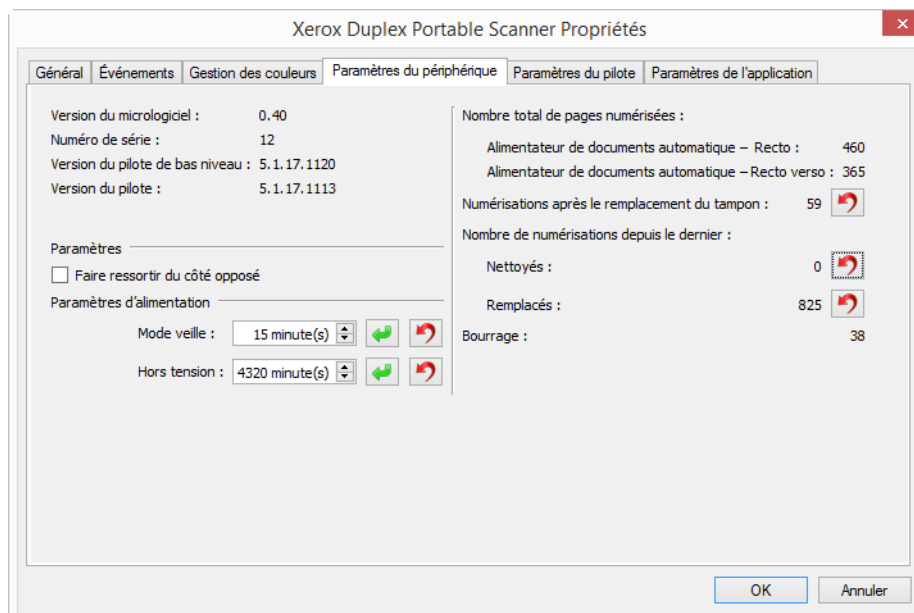 Xerox Duplex Portable Scanner Propriétés
Général Événements Gestion des couleurs Paramètres du périphérique Paramètres du pilote Paramètres de l'application
Version du micrologiciel : 0.40
Numéro de série : 12
Version du pilote de bas niveau : 5.1.17.1120
Version du pilote : 5.1.17.1113
Paramètres
Faire ressortir du côté opposé
Paramètres d'alimentation
Mode veille : 15 minute(s)
Hors tension : 4320 minute(s)
Nombre total de pages numérisées :
Alimentateur de documents automatique – Recto : 460
Alimentateur de documents automatique – Recto verso : 365
Numérisations après le remplacement du tampon : 59
Nombre de numérisations depuis le dernier :
Nettoyés : 0
Remplacés : 825
Bourrage : 38
OK Annuler